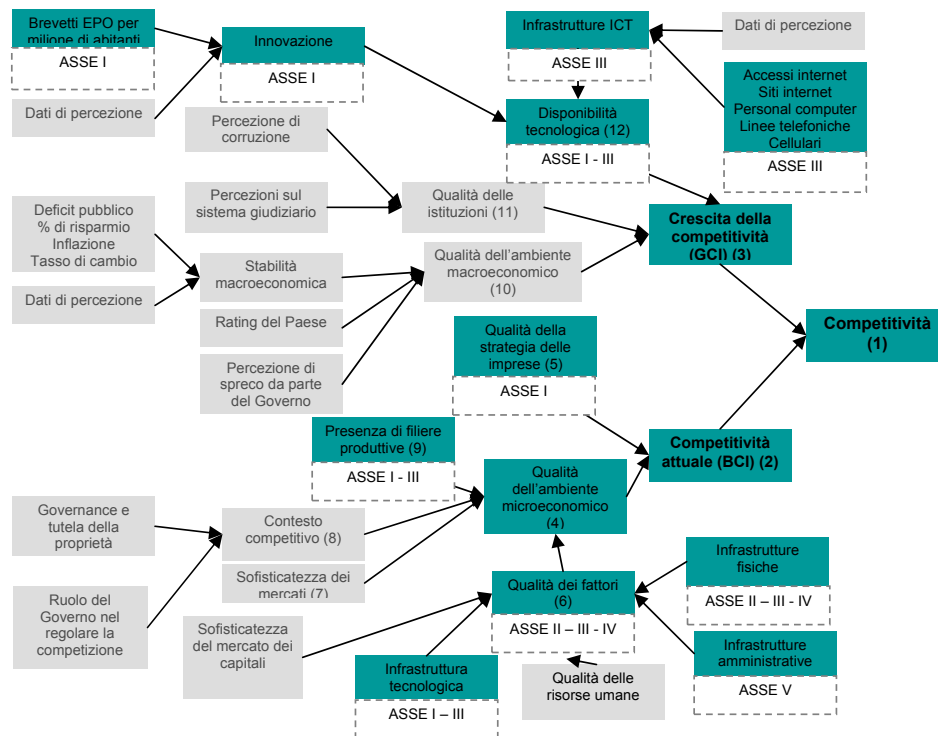 Brevetti EPO per
milione di abitanti
ASSE I
Dati di percezione
Innovazione
ASSE I
Infrastrutture ICT
ASSE III
Dati di percezione
Accessi internet
Siti internet
Personal computer
Linee telefoniche
Cellulari
ASSE III
Disponibilità
tecnologica (12)
ASSE I - III
Percezione di
corruzione
Percezioni sul
sistema giudiziario
Qualità delle
istituzioni (11)
Crescita della
competitività
(GCI) (3)
Deficit pubblico
% di risparmio
Inflazione
Tasso di cambio
Dati di percezione
Stabilità
macroeconomica
Qualità dell'ambiente
macroeconomico
(10)
Rating del Paese
Percezione di
spreco da parte
del Governo
Competitività
(1)
Qualità della
strategia delle
imprese (5)
ASSE I
Presenza di filiere
produttive (9)
ASSE I - III
Competitività
attuale (BCI) (2)
Qualità
dell'ambiente
microeconomico
(4)
Governance e
tutela della
proprietà
Contesto
competitivo (8)
Sofisticatezza dei
mercati (7)
Ruolo del
Governo nel
regolare la
competizione
Sofisticatezza
del mercato dei
capitali
Qualità dei fattori
(6)
ASSE II – III - IV
Infrastrutture
fisiche
ASSE II – III - IV
Infrastrutture
amministrative
ASSE V
Infrastruttura
tecnologica
ASSE I – III
Qualità delle
risorse umane